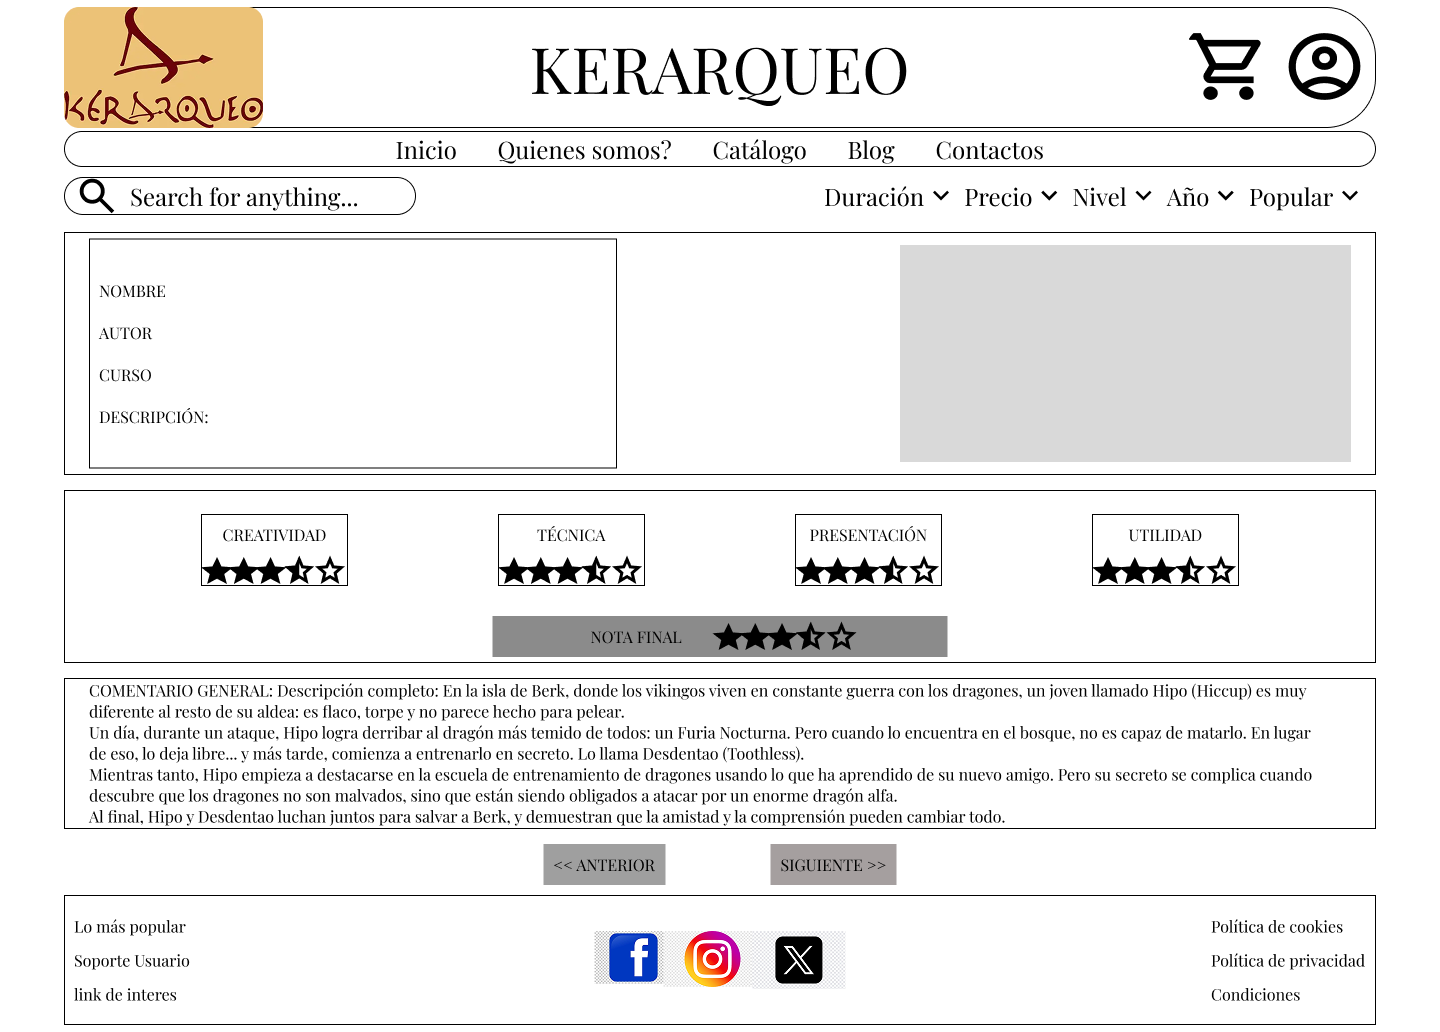 KERARQUEO
KERARQUEO
Inicio Quienes somos? Catálogo Blog Contactos
Search for anything... Duración Precio Nivel Año Popular
NOMBRE
AUTOR
CURSO
DESCRIPCIÓN:
CREATIVIDAD TÉCNICA PRESENTACIÓN UTILIDAD
NOTA FINAL
COMENTARIO GENERAL: Descripción completo: En la isla de Berk, donde los vikingos viven en constante guerra con los dragones, un joven llamado Hipo (Hiccup) es muy
diferente al resto de su aldea: es flaco, torpe y no parece hecho para pelear.
Un día, durante un ataque, Hipo logra derribar al dragón más temido de todos: un Furia Nocturna. Pero cuando lo encuentra en el bosque, no es capaz de matarlo. En lugar
de eso, lo deja libre... y más tarde, comienza a entrenarlo en secreto. Lo llama Desdentao (Toothless).
Mientras tanto, Hipo empieza a destacarse en la escuela de entrenamiento de dragones usando lo que ha aprendido de su nuevo amigo. Pero su secreto se complica cuando
descubre que los dragones no son malvados, sino que están siendo obligados a atacar por un enorme dragón alfa.
Al final, Hipo y Desdentao luchan juntos para salvar a Berk, y demuestran que la amistad y la comprensión pueden cambiar todo.
<< ANTERIOR SIGUIENTE >>
Lo más popular
Soporte Usuario
link de interes
Política de cookies
Política de privacidad
Condiciones